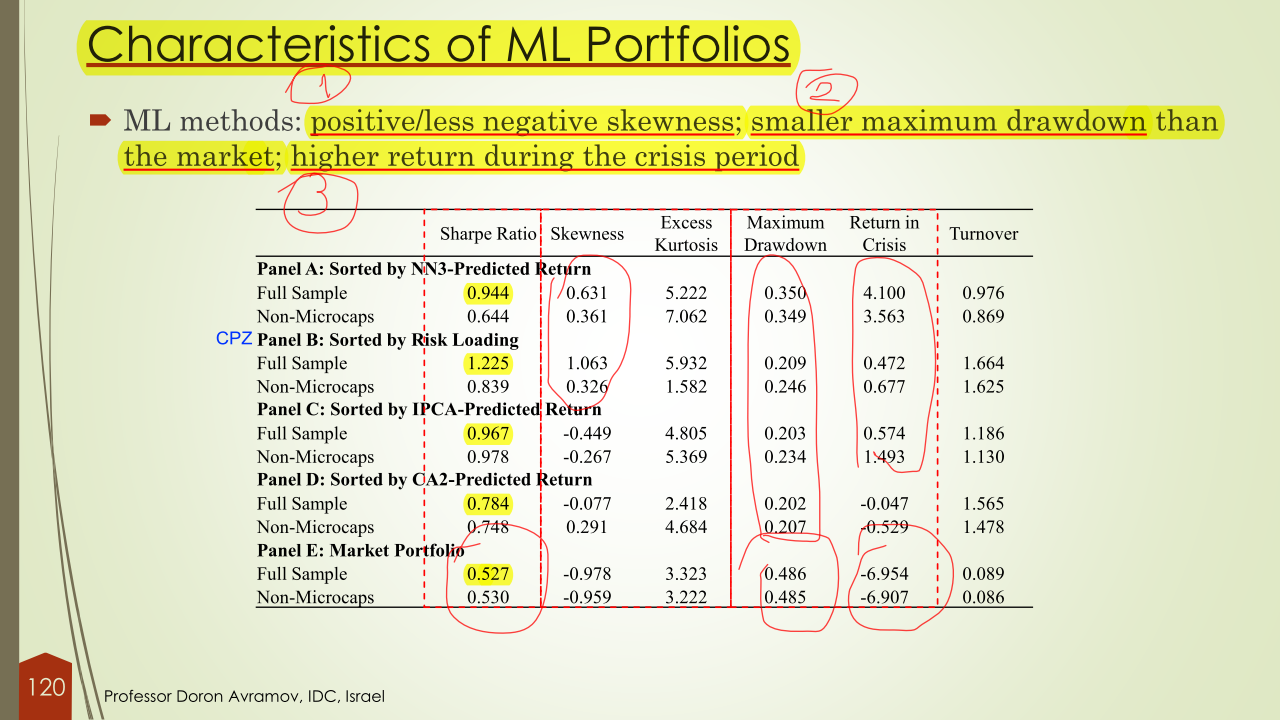 Characteristics of ML Portfolios
1
2
ML methods: positive/less negative skewness; smaller maximum drawdown than
the market; higher return during the crisis period
3
Sharpe Ratio Skewness Excess Kurtosis Maximum Drawdown Return in Crisis Turnover
Panel A: Sorted by NN3-Predicted Return
Full Sample 0.944 0.631 5.222 0.350 4.100 0.976
Non-Microcaps 0.644 0.361 7.062 0.349 3.563 0.869
CPZ Panel B: Sorted by Risk Loading
Full Sample 1.225 1.063 5.932 0.209 0.472 1.664
Non-Microcaps 0.839 0.326 1.582 0.246 0.677 1.625
Panel C: Sorted by IPCA-Predicted Return
Full Sample 0.967 -0.449 4.805 0.203 0.574 1.186
Non-Microcaps 0.978 -0.267 5.369 0.234 1.493 1.130
Panel D: Sorted by CA2-Predicted Return
Full Sample 0.784 -0.077 2.418 0.202 -0.047 1.565
Non-Microcaps 0.748 0.291 4.684 0.207 -0.529 1.478
Panel E: Market Portfolio
Full Sample 0.527 -0.978 3.323 0.486 -6.954 0.089
Non-Microcaps 0.530 -0.959 3.222 0.485 -6.907 0.086
120
Professor Doron Avramov, IDC, Israel